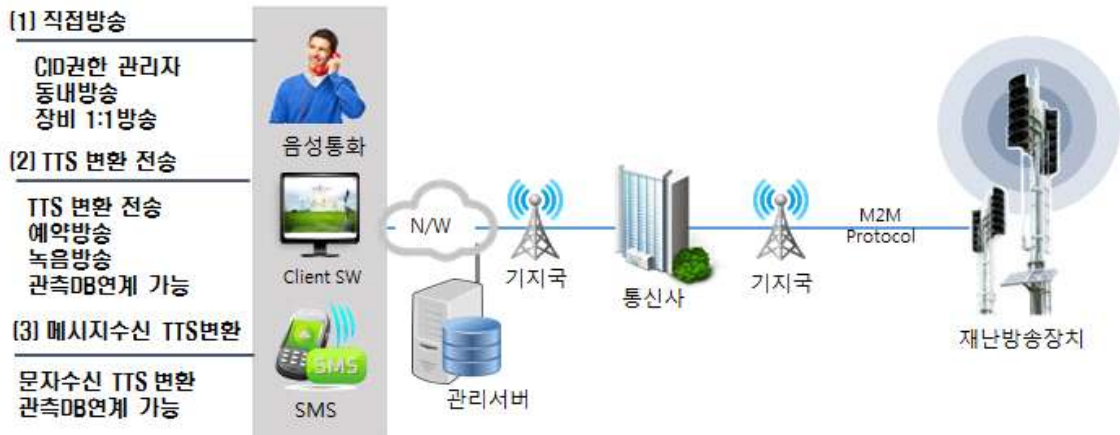 (1) 직접방송
CID권한 관리자
동내방송
장비 1:1방송
(2) TTS 변환 전송
TTS 변환 전송
예약방송
녹음방송
관측DB연계 가능
(3) 메시지수신 TTS변환
문자수신 TTS 변환
관측DB연계 가능
음성통화
Client SW
SMS
SMS
N/W
관리서버
기지국
통신사
기지국
M2M
Protocol
재난방송장치